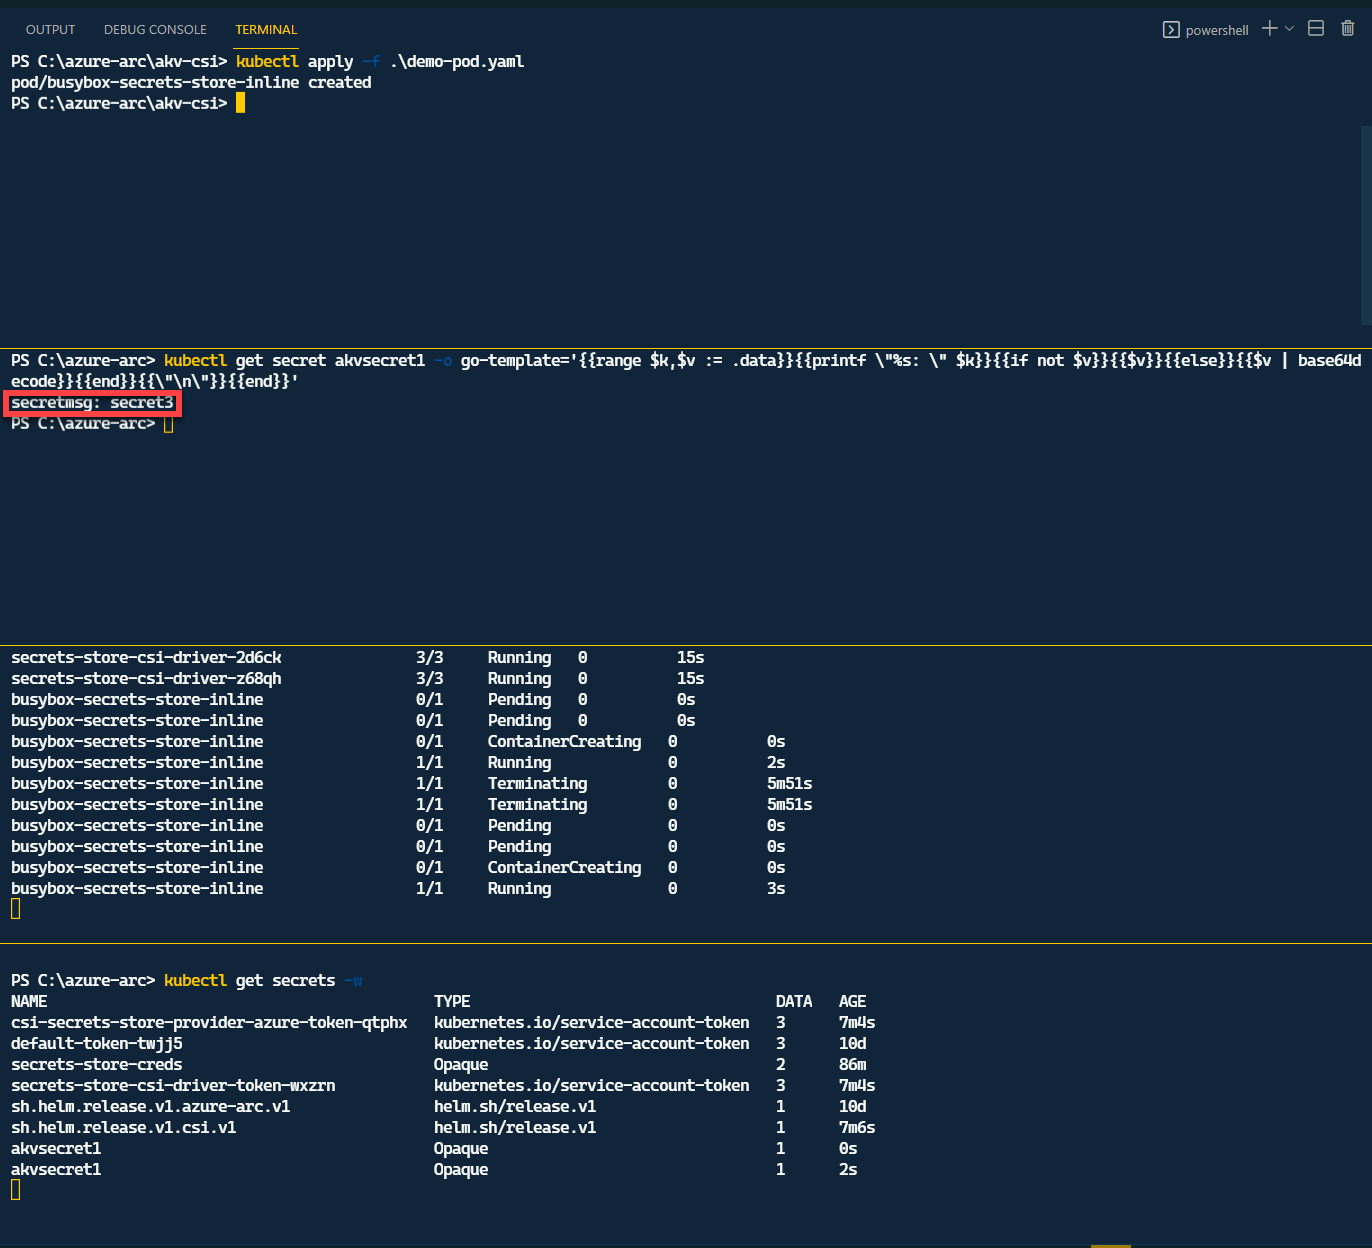 OUTPUT DEBUG CONSOLE TERMINAL powershell
PS C:\azure-arc\akv-csi> kubectl apply -f .\demo-pod.yaml
pod/busybox-secrets-store-inline created
PS C:\azure-arc\akv-csi>
PS C:\azure-arc> kubectl get secret akvsecret1 -o go-template='{{range $k,$v := .data}}{{printf \"%s: \" $k}}{{if not $v}}{{$v}}{{else}}{{$v | base64d
ecode}}{{end}}{{\"\n\"}}{{end}}'
secretmsg: secret3
PS C:\azure-arc>
secrets-store-csi-driver-2d6ck 3/3 Running 0 15s
secrets-store-csi-driver-z68qh 3/3 Running 0 15s
busybox-secrets-store-inline 0/1 Pending 0 0s
busybox-secrets-store-inline 0/1 Pending 0 0s
busybox-secrets-store-inline 0/1 ContainerCreating 0 0s
busybox-secrets-store-inline 1/1 Running 0 2s
busybox-secrets-store-inline 1/1 Terminating 0 5m51s
busybox-secrets-store-inline 1/1 Terminating 0 5m51s
busybox-secrets-store-inline 0/1 Pending 0 0s
busybox-secrets-store-inline 0/1 Pending 0 0s
busybox-secrets-store-inline 0/1 ContainerCreating 0 0s
busybox-secrets-store-inline 1/1 Running 0 3s
PS C:\azure-arc> kubectl get secrets -w
NAME TYPE DATA AGE
csi-secrets-store-provider-azure-token-qtphx kubernetes.io/service-account-token 3 7m4s
default-token-twjj5 kubernetes.io/service-account-token 3 10d
secrets-store-creds Opaque 2 86m
secrets-store-csi-driver-token-wxzrn kubernetes.io/service-account-token 3 7m4s
sh.helm.release.v1.azure-arc.v1 helm.sh/release.v1 1 10d
sh.helm.release.v1.csi.v1 helm.sh/release.v1 1 7m6s
akvsecret1 Opaque 1 0s
akvsecret1 Opaque 1 2s